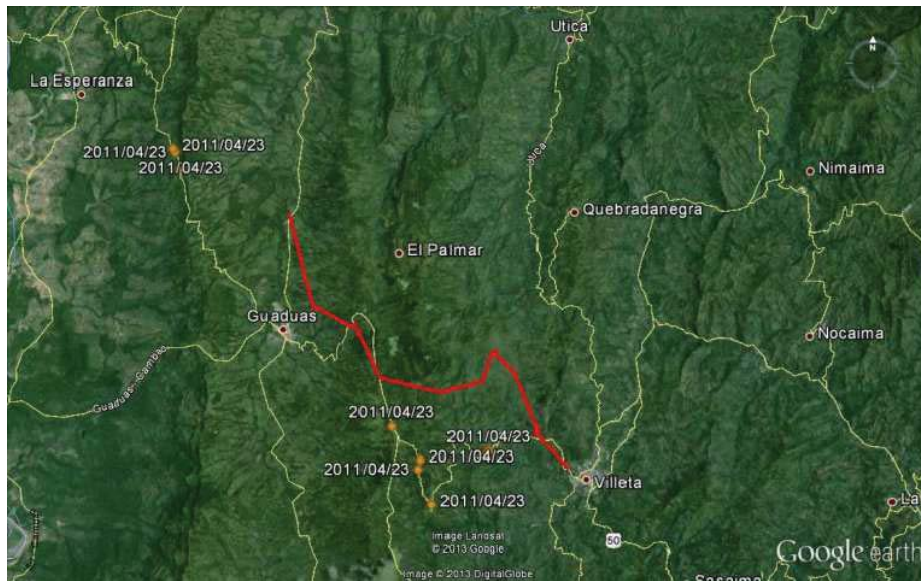 Utica
N
La Esperanza
2011/04/23
2011/04/23
2011/04/23
Nimaima
Quebradanegra
El Palmar
Guaduas
Nocaima
Guaduas - Cambao
2011/04/23
2011/04/23
2011/04/23
2011/04/23
2011/04/23
Villeta
La
50
Image Landsat
© 2013 Google
Google earth
Image © 2013 DigitalGlobe
Sasaima